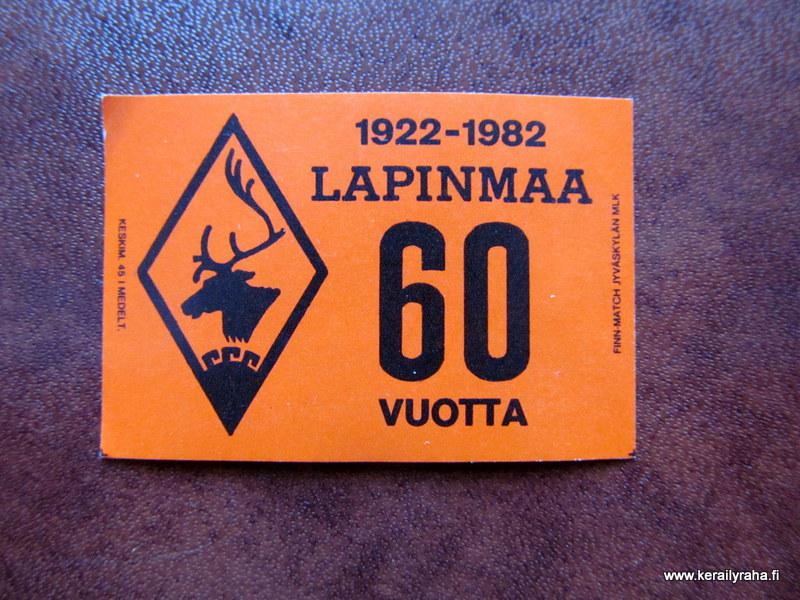 1922-1982
LAPINMAA
60
VUOTTA
KESKIM. 45 I MEDELT.
FINN-MATCH JYVÄSKYLÄN MLK
www.kerailyraha.fi